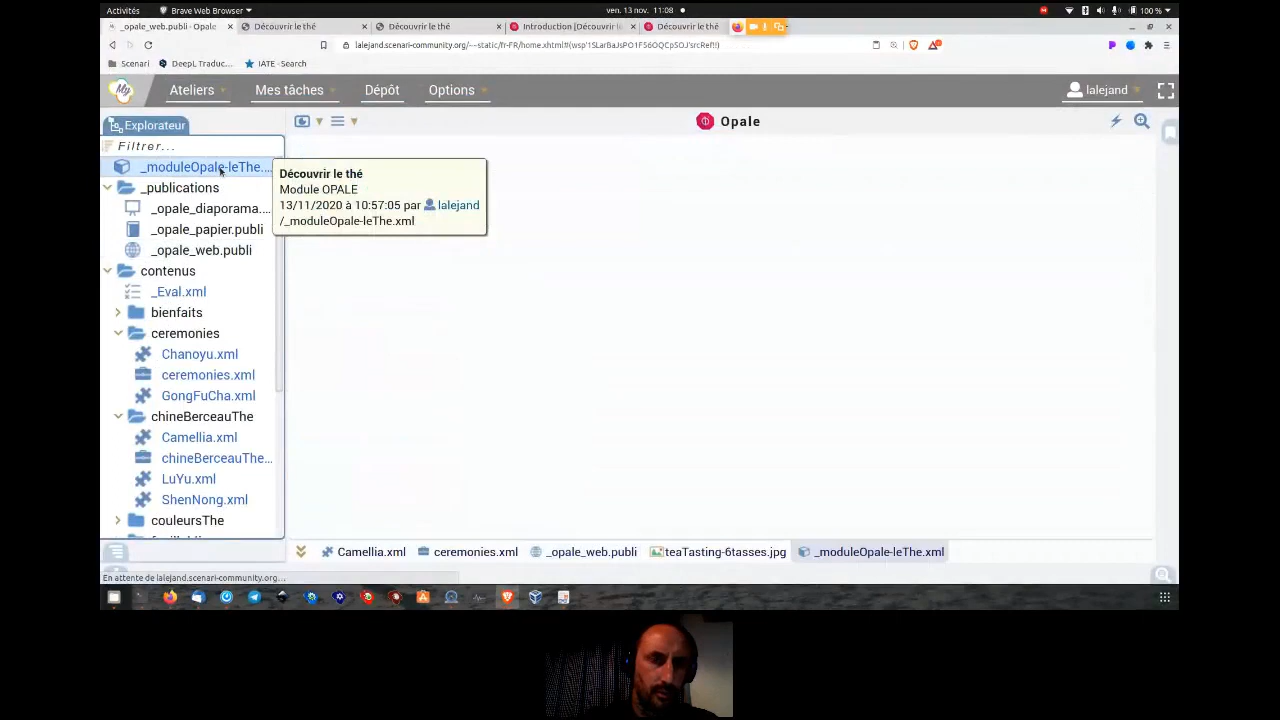 Activités
Brave Web Browser
ven. 13 nov. 11:08
100 %
_opale_web.publi - Opale
Découvrir le thé
Découvrir le thé
Introduction [Découvrir l
Découvrir le thé
Scenari
DeepL Traduc...
IATE - Search
My
Ateliers
Mes tâches
Dépôt
Options
lalejand
Explorateur
Opale
Filtrer...
_moduleOpale-leThe....
Découvrir le thé
Module OPALE
13/11/2020 à 10:57:05 par lalejand
/_moduleOpale-leThe.xml
_publications
_opale_diaporama....
_opale_papier.publi
_opale_web.publi
contenus
_Eval.xml
bienfaits
ceremonies
Chanoyu.xml
ceremonies.xml
GongFuCha.xml
chineBerceauThe
Camellia.xml
chineBerceauThe...
LuYu.xml
ShenNong.xml
couleursThe
Camellia.xml
ceremonies.xml
_opale_web.publi
teaTasting-6tasses.jpg
_moduleOpale-leThe.xml
En attente de lalejand.scenari-community.org...